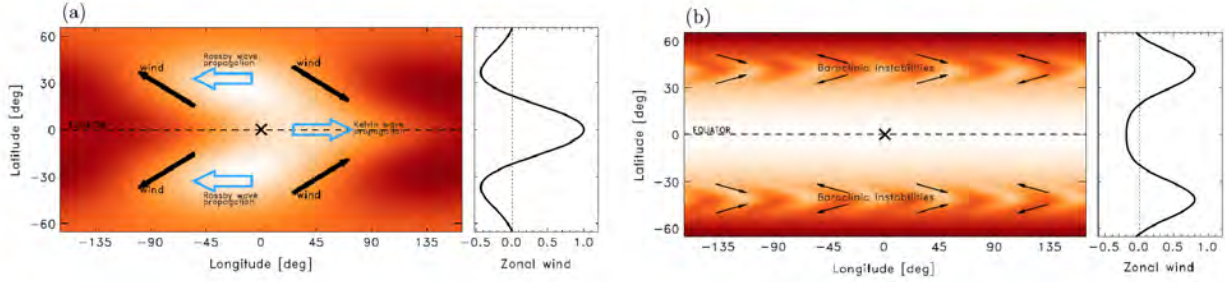 (a)
60
30
0
-30
-60
Latitude [deg]
Rossby wave
propagation
wind
wind
EQUATOR
Kelvin wave
propagation
wind
Rossby wave
propagation
wind
-135 -90 -45 0 45 90 135
Longitude [deg]
-0.5 0.0 0.5 1.0
Zonal wind
(b)
60
30
0
-30
-60
Latitude [deg]
Baroclinic instabilities
EQUATOR
Baroclinic instabilities
-135 -90 -45 0 45 90 135
Longitude [deg]
-0.5 0.0 0.5 1.0
Zonal wind